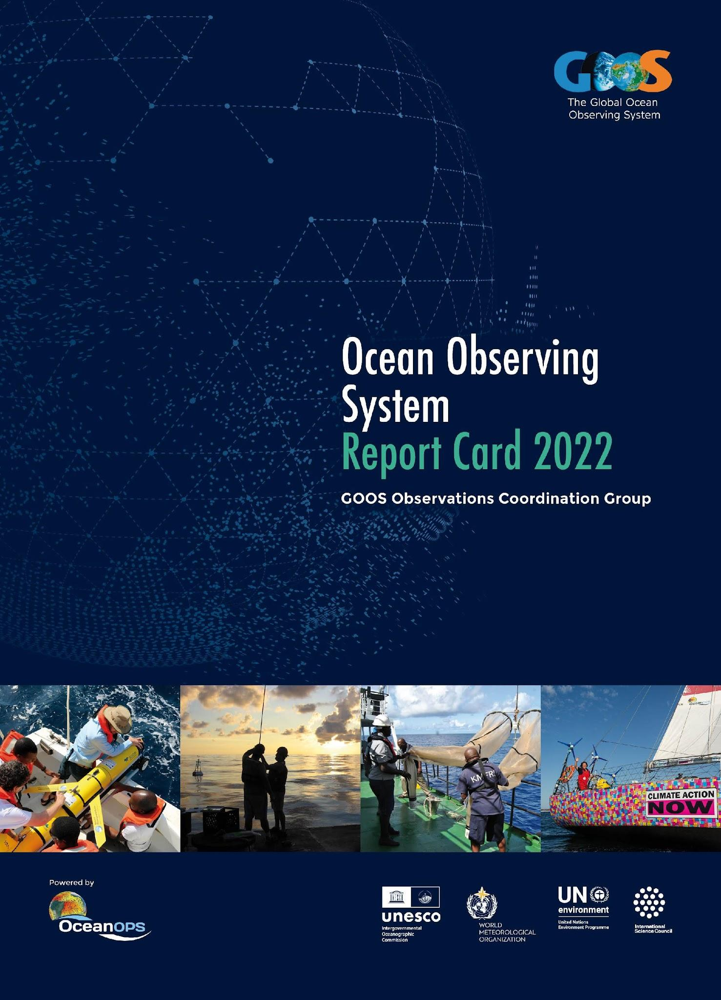 GOOS
The Global Ocean
Observing System
Ocean Observing
System
Report Card 2022
GOOS Observations Coordination Group
OceanOPS
KMFRI
CLIMATE ACTION
NOW
Powered by
OceanOPS
UNESCO
unesco
Intergovernmental
Oceanographic
Commission
WORLD
METEOROLOGICAL
ORGANIZATION
UN
environment
United Nations
Environment Programme
International
Science Council